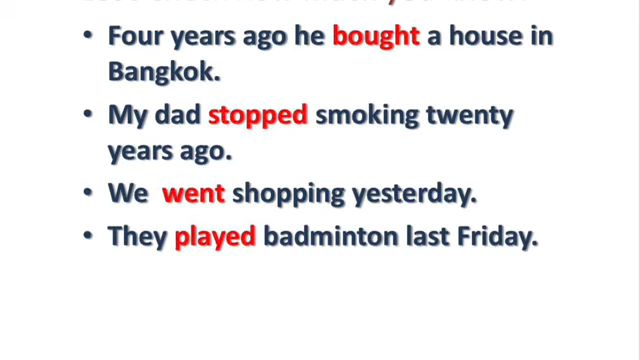 • Four years ago he bought a house in
Bangkok.
• My dad stopped smoking twenty
years ago.
• We went shopping yesterday.
• They played badminton last Friday.